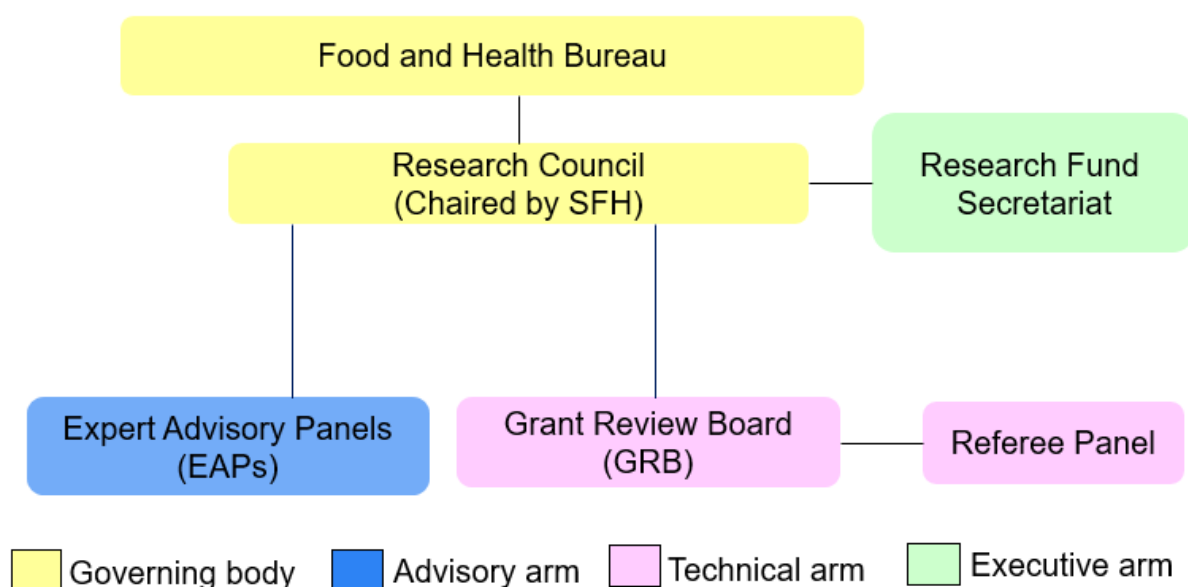 Food and Health Bureau
Research Council
(Chaired by SFH)
Research Fund
Secretariat
Expert Advisory Panels
(EAPs)
Grant Review Board
(GRB)
Referee Panel
Governing body
Advisory arm
Technical arm
Executive arm